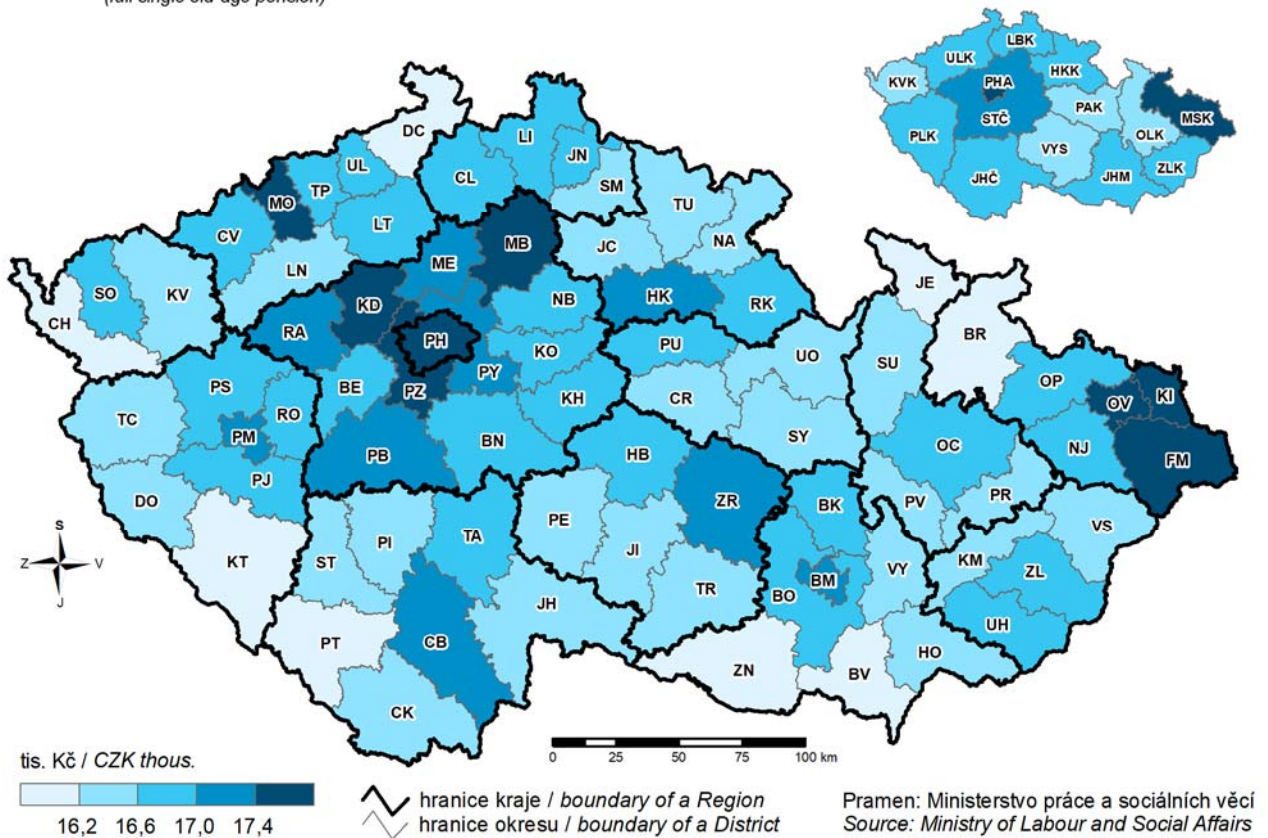 (full single old-age pension)
LBK
ULK
HKK
KVK
PHA
PAK
MSK
STČ
PLK
OLK
VYS
ZLK
JHČ
JHM
DC
LI
UL
JN
TP
CL
SM
MO
LT
TU
CV
MB
JC
NA
ME
LN
SO
KV
NB
JE
KD
HK
RK
CH
RA
BR
PH
PU
KO
UO
SU
PY
OP
PS
BE
PZ
KI
OV
RO
KH
CR
TC
PM
SY
OC
BN
HB
NJ
FM
PB
PJ
ZR
DO
PV
PR
BK
VS
PE
TA
PI
JI
KT
ST
VY
KM
ZL
BM
BO
TR
JH
UH
PT
CB
HO
ZN
BV
CK
S
Z V
J
tis. Kč / CZK thous.
16,2 16,6 17,0 17,4
0 25 50 75 100 km
hranice kraje / boundary of a Region
hranice okresu / boundary of a District
Pramen: Ministerstvo práce a sociálních věcí
Source: Ministry of Labour and Social Affairs